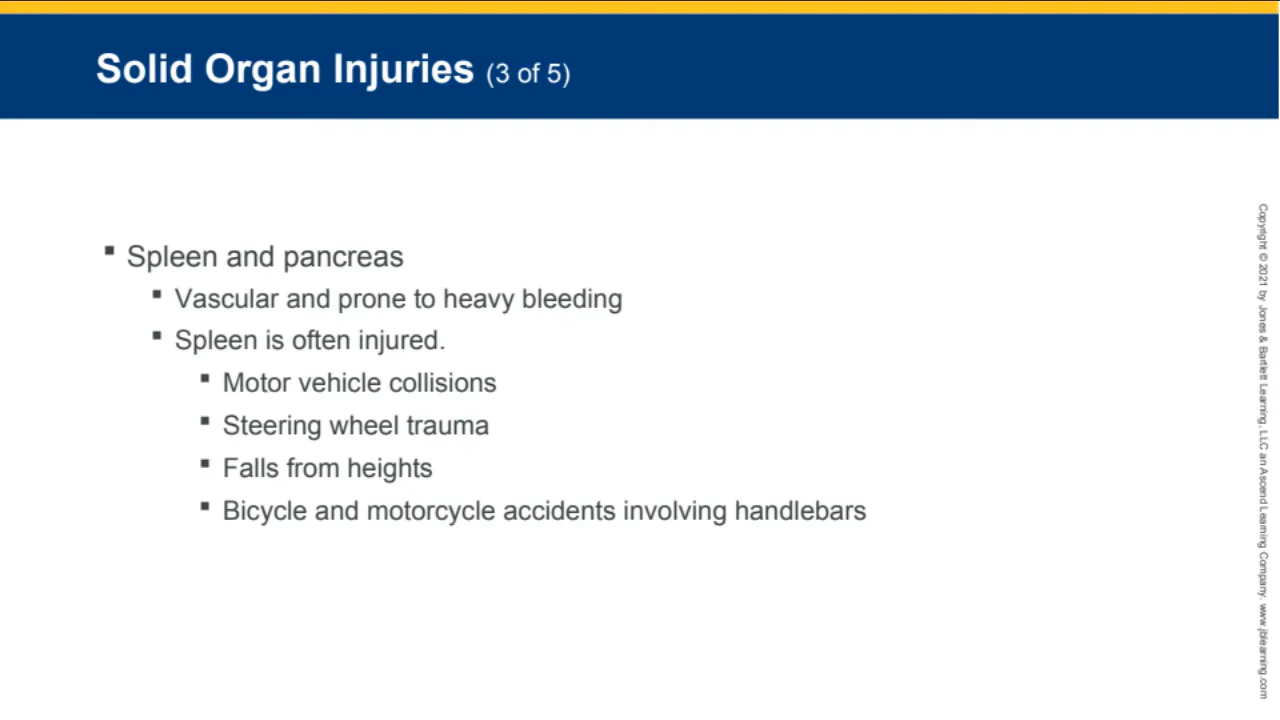 Solid Organ Injuries (3 of 5)
▪ Spleen and pancreas
▪ Vascular and prone to heavy bleeding
▪ Spleen is often injured.
▪ Motor vehicle collisions
▪ Steering wheel trauma
▪ Falls from heights
▪ Bicycle and motorcycle accidents involving handlebars
Copyright © 2021 by Jones & Bartlett Learning, LLC an Ascend Learning Company. www.jblearning.com